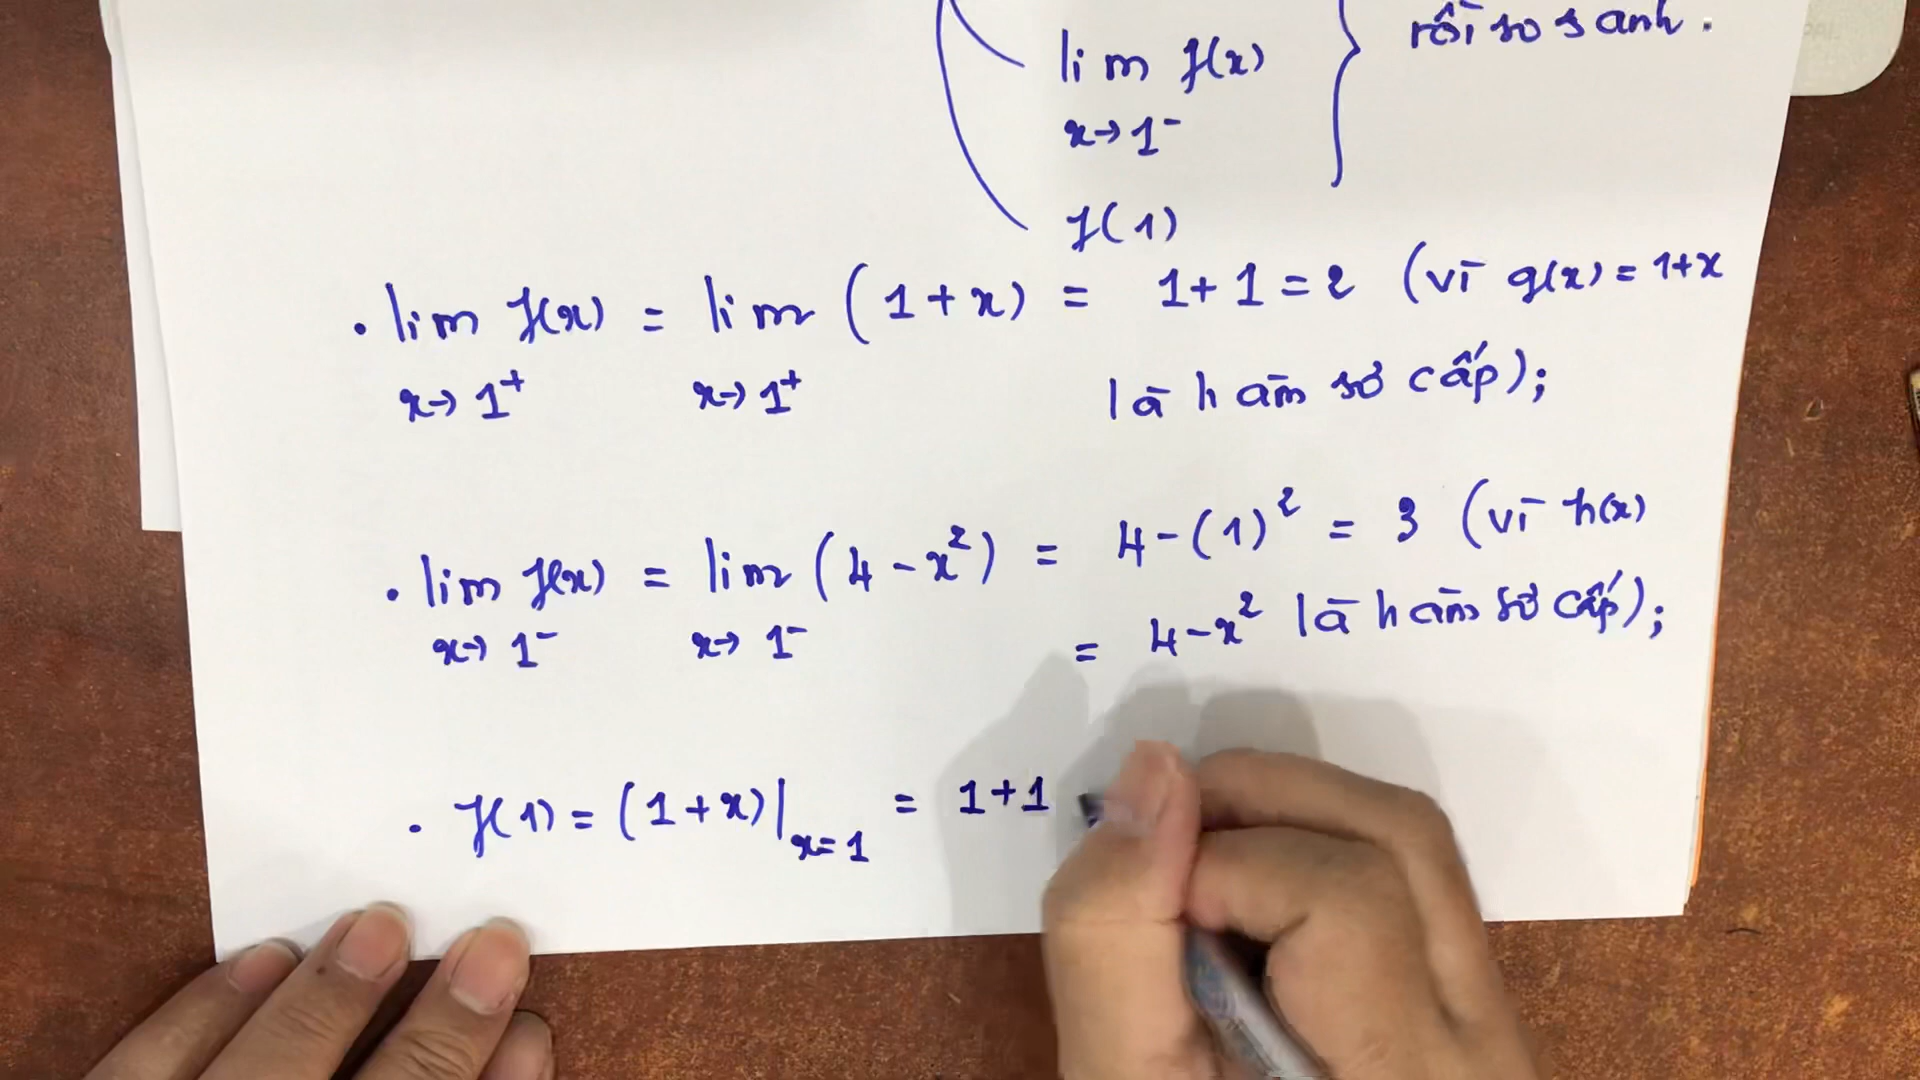 lim f(x) } rồi so sánh.
x→1⁻
f(1)
• lim f(x) = lim (1+x) = 1+1 = 2 (vì g(x) = 1+x
x→1⁺ x→1⁺ là hàm sơ cấp);
• lim f(x) = lim (4-x²) = 4-(1)² = 3 (vì h(x)
x→1⁻ x→1⁻ = 4-x² là hàm sơ cấp);
• f(1) = (1+x)|x=1 = 1+1